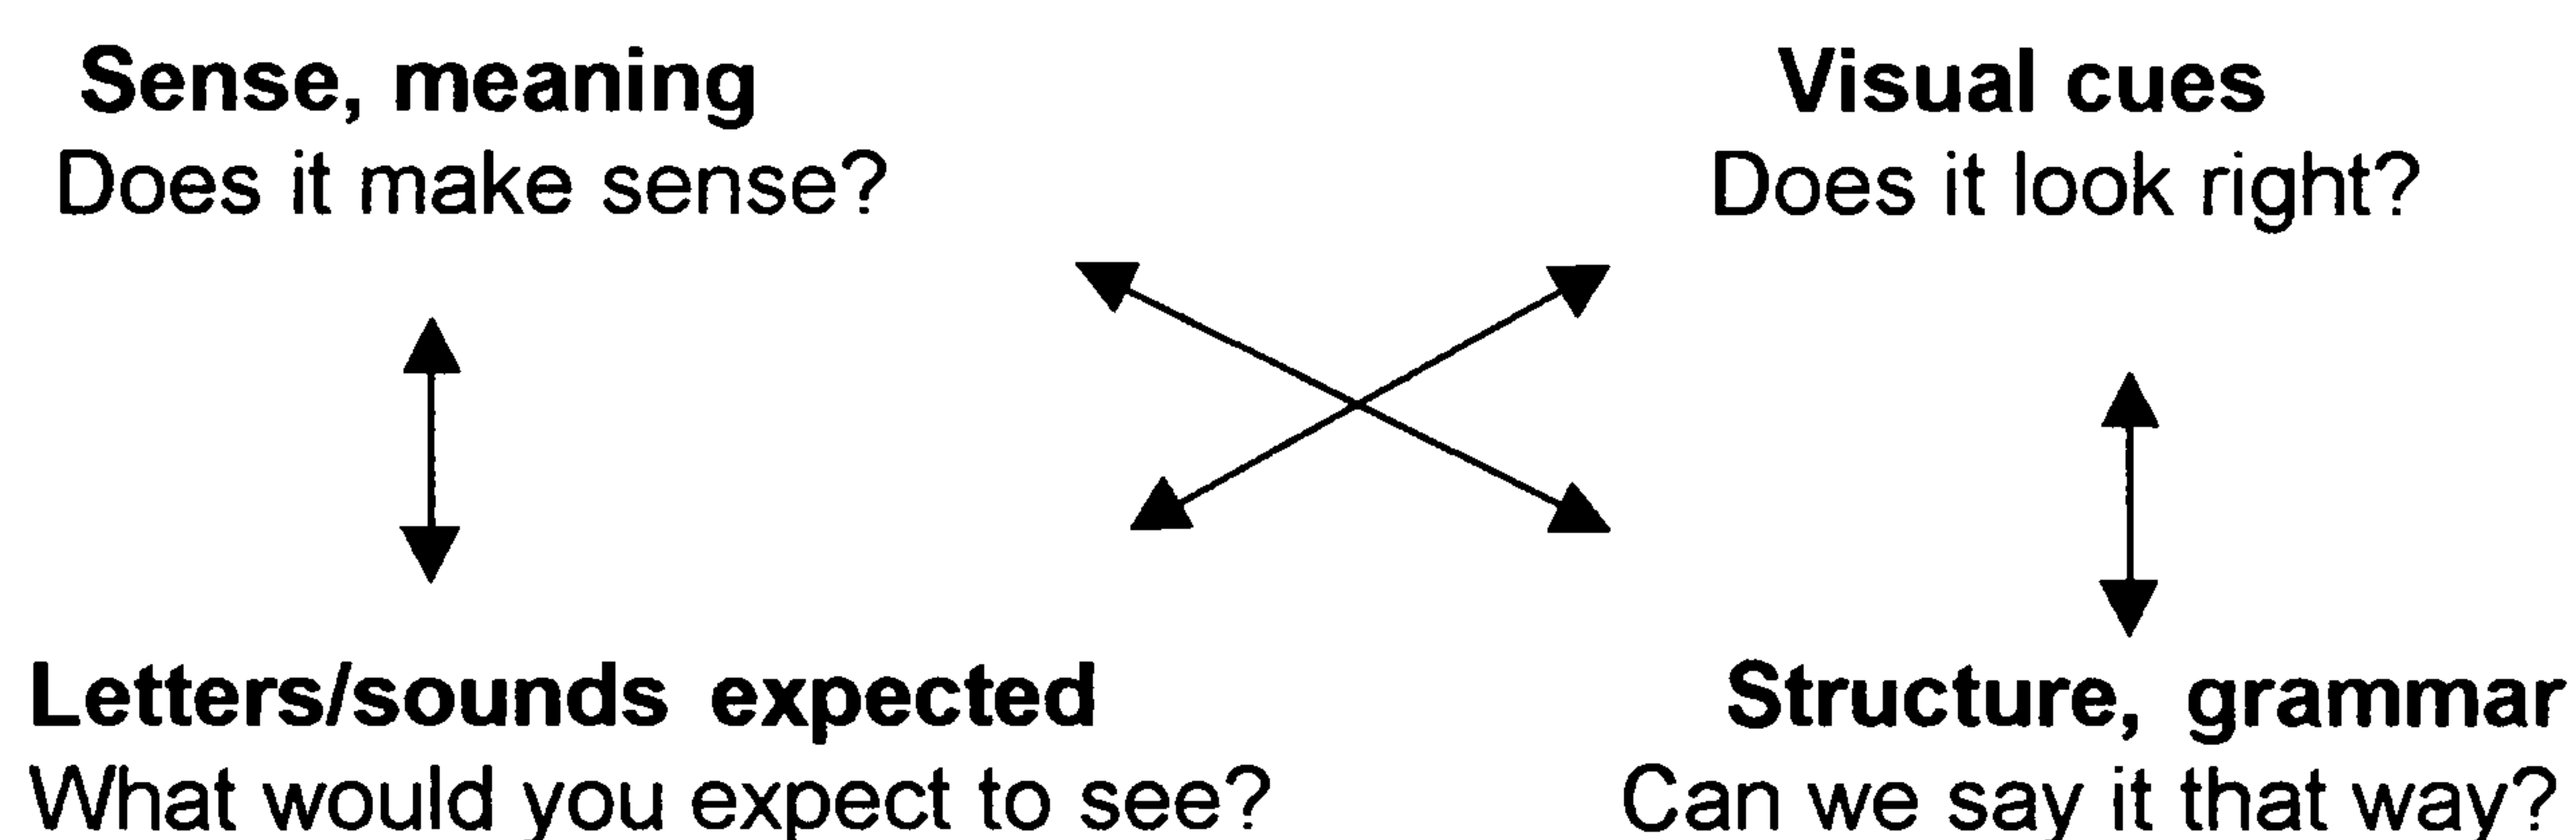 Sense, meaning
Does it make sense?
Visual cues
Does it look right?
Letters/sounds expected
What would you expect to see?
Structure, grammar
Can we say it that way?